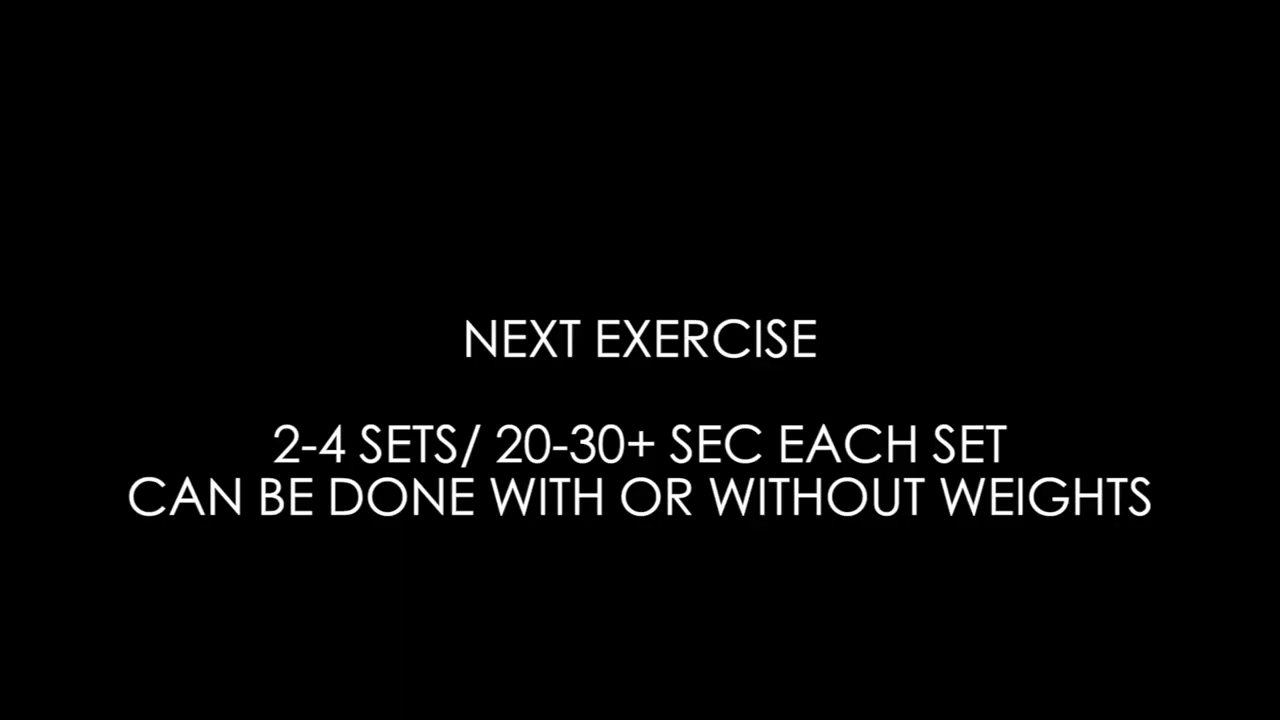 NEXT EXERCISE
2-4 SETS/ 20-30+ SEC EACH SET
CAN BE DONE WITH OR WITHOUT WEIGHTS